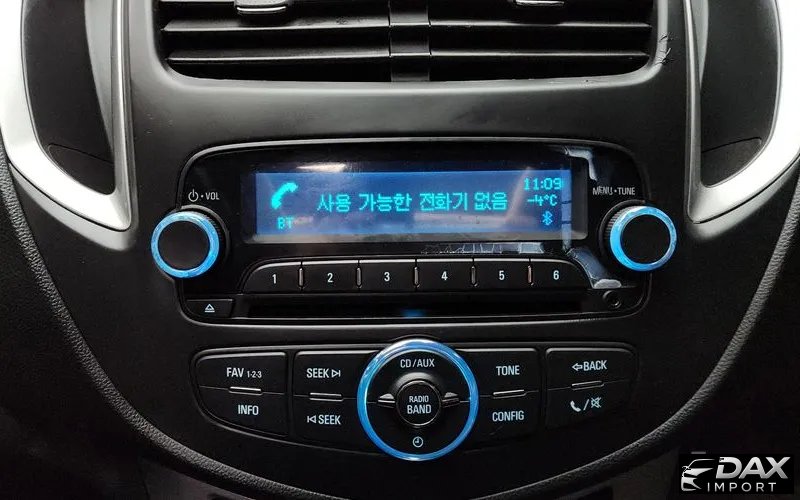 ⏻•VOL
11:09
MENU•TUNE
사용 가능한 전화기 없음
-4°C
BT
1 2 3 4 5 6
FAV 1-2-3
SEEK
CD/AUX
TONE
BACK
INFO
SEEK
RADIO
BAND
CONFIG
DAX
IMPORT